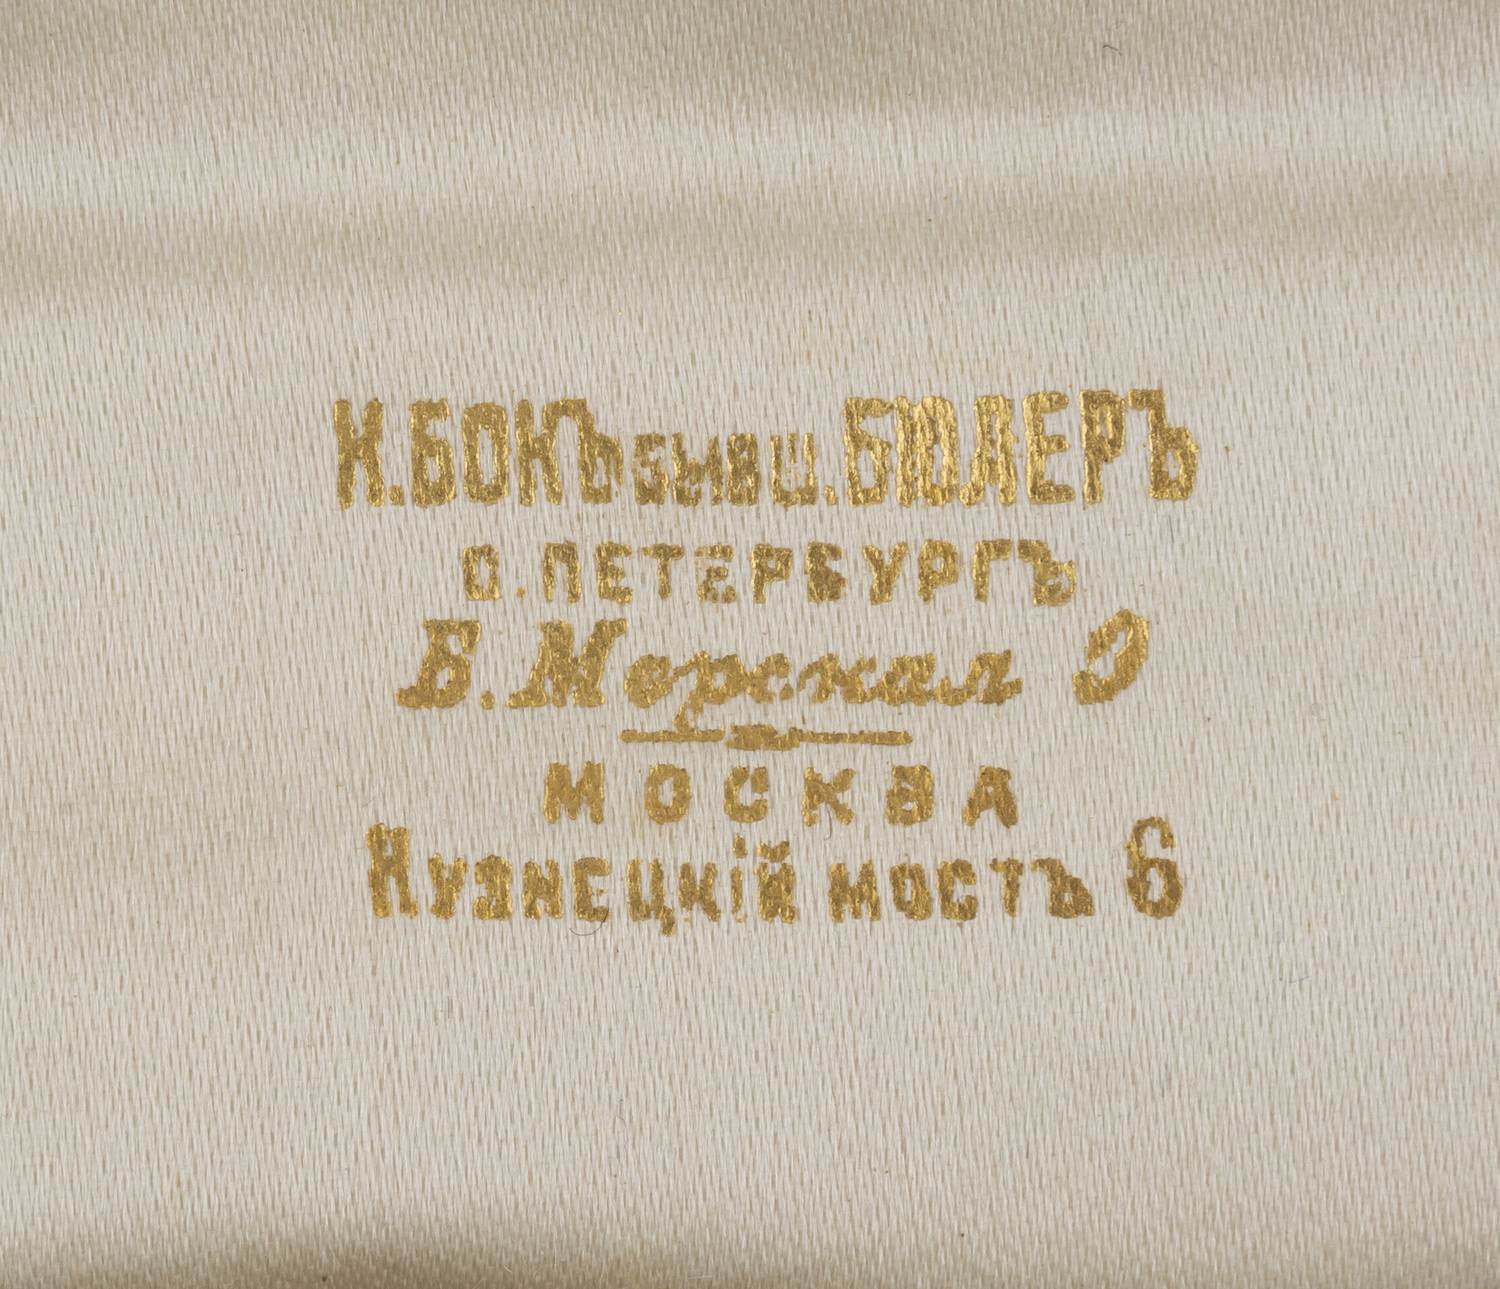 К.БОКЪ БЫВШ. БЮЛЕРЪ
С.ПЕТЕРБУРГЪ
Б. Морская 9
МОСКВА
Кузнецкій мостъ 6